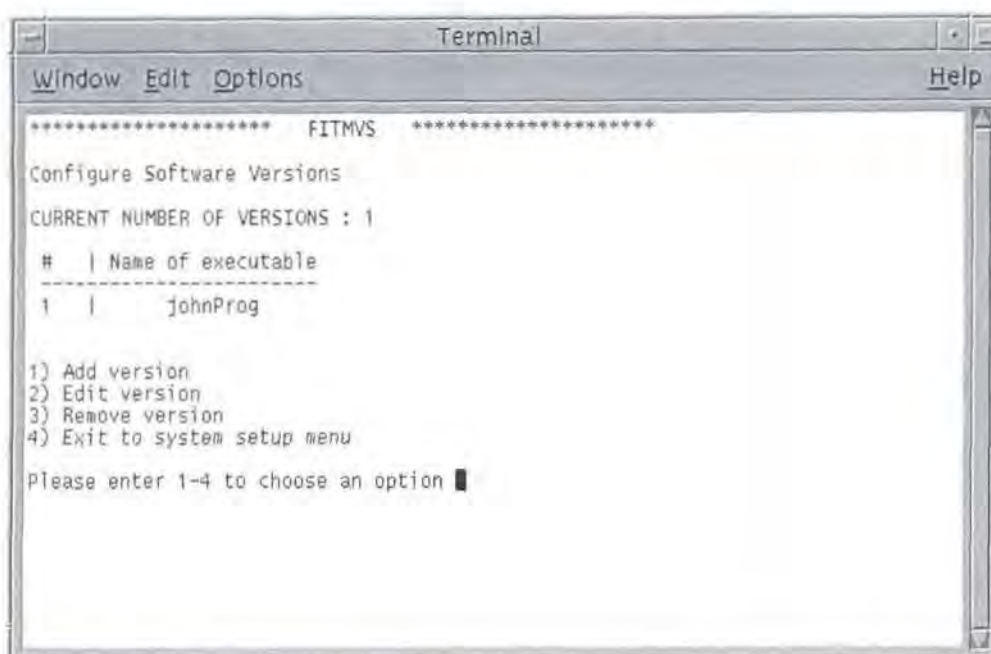 Terminal
Window Edit Options Help
********************* FITMVS *********************
Configure Software Versions
CURRENT NUMBER OF VERSIONS : 1
# | Name of executable
------------------------
1 | johnProg
1) Add version
2) Edit version
3) Remove version
4) Exit to system setup menu
Please enter 1-4 to choose an option